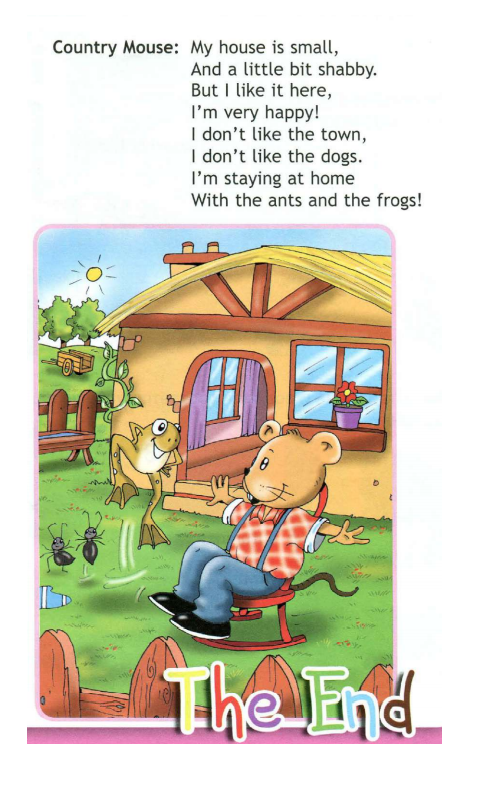 Country Mouse: My house is small,
And a little bit shabby.
But I like it here,
I'm very happy!
I don't like the town,
I don't like the dogs.
I'm staying at home
With the ants and the frogs!
The End